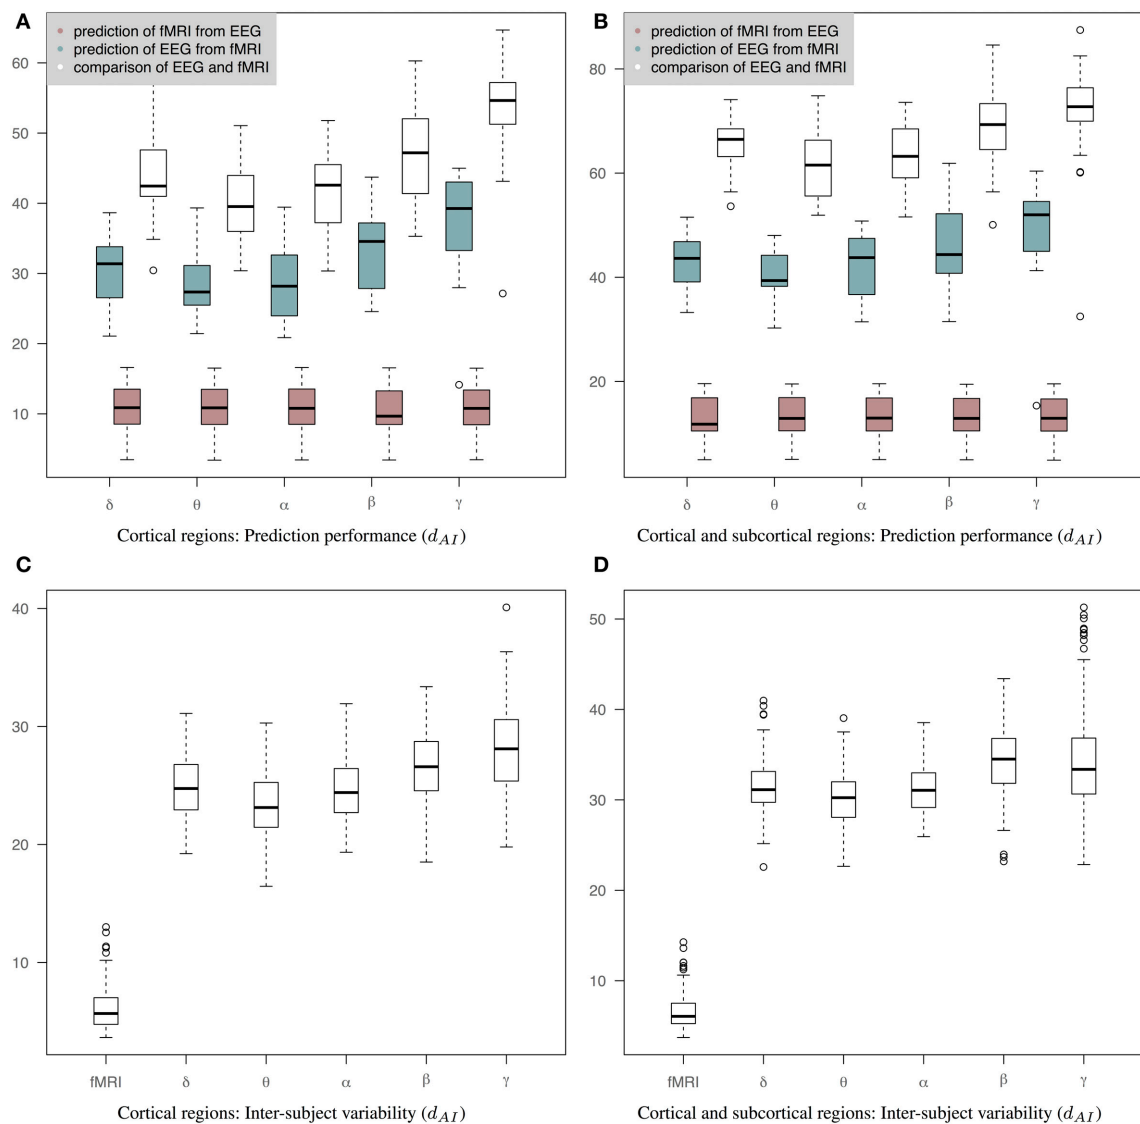 A
prediction of fMRI from EEG
prediction of EEG from fMRI
comparison of EEG and fMRI
60
50
40
30
20
10
δ θ α β γ
Cortical regions: Prediction performance (d_AI)
B
prediction of fMRI from EEG
prediction of EEG from fMRI
comparison of EEG and fMRI
80
60
40
20
δ θ α β γ
Cortical and subcortical regions: Prediction performance (d_AI)
C
40
30
20
10
fMRI δ θ α β γ
Cortical regions: Inter-subject variability (d_AI)
D
50
40
30
20
10
fMRI δ θ α β γ
Cortical and subcortical regions: Inter-subject variability (d_AI)